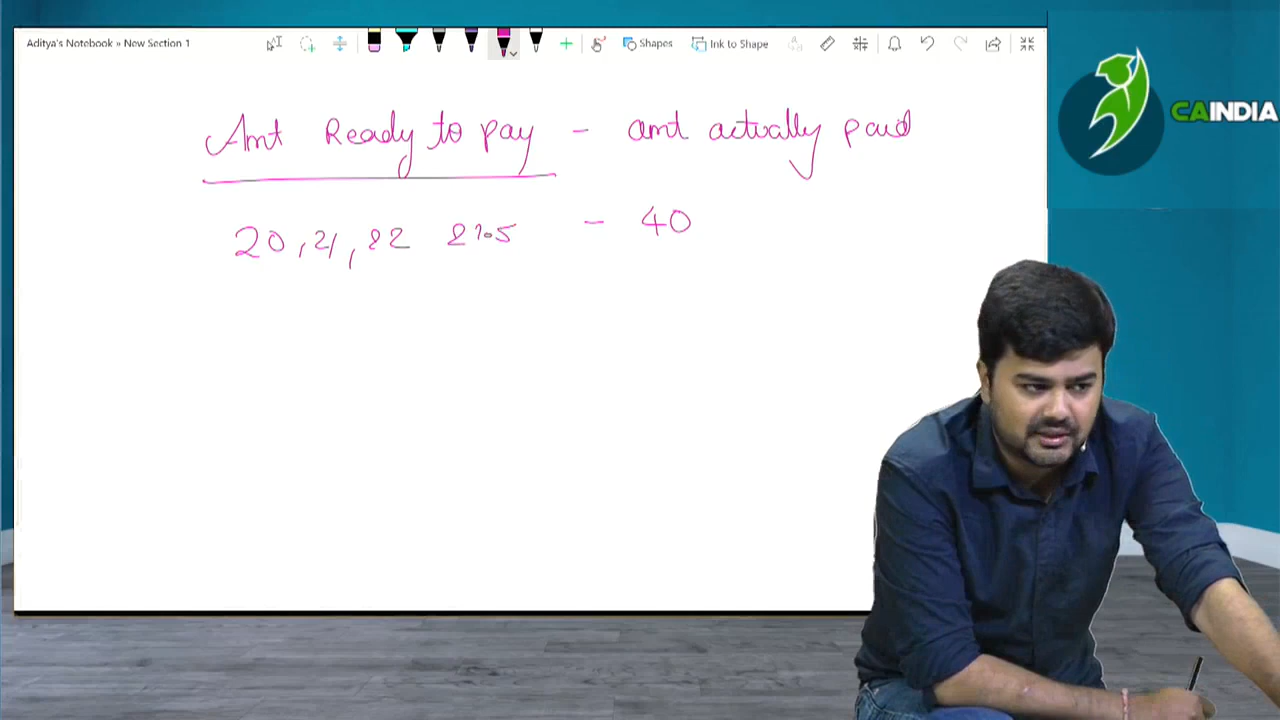 Aditya's Notebook » New Section 1
Shapes
Ink to Shape
CAINDIA
Amt Ready to pay - amt actually paid
20, 21, 22 21.5 - 40